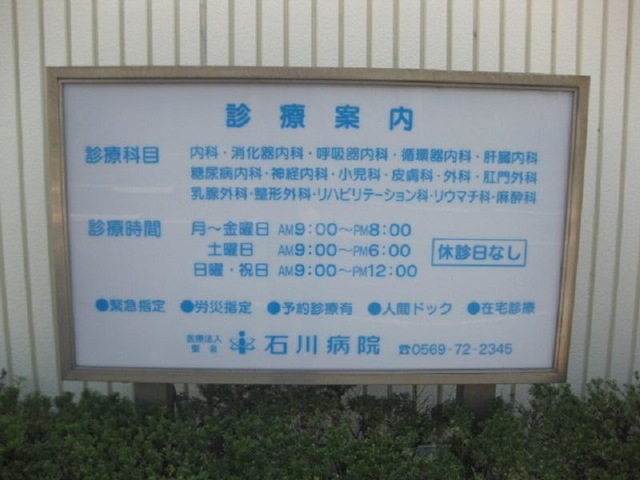 診療案内
診療科目 内科・消化器内科・呼吸器内科・循環器内科・肝臓内科
糖尿病内科・神経内科・小児科・皮膚科・外科・肛門外科
乳腺外科・整形外科・リハビリテーション科・リウマチ科・麻酔科
診療時間 月～金曜日 AM9:00～PM8:00
土曜日 AM9:00～PM6:00 休診日なし
日曜・祝日 AM9:00～PM12:00
●緊急指定 ●労災指定 ●予約診療有 ●人間ドック ●在宅診療
医療法人 石川病院 ☎0569-72-2345